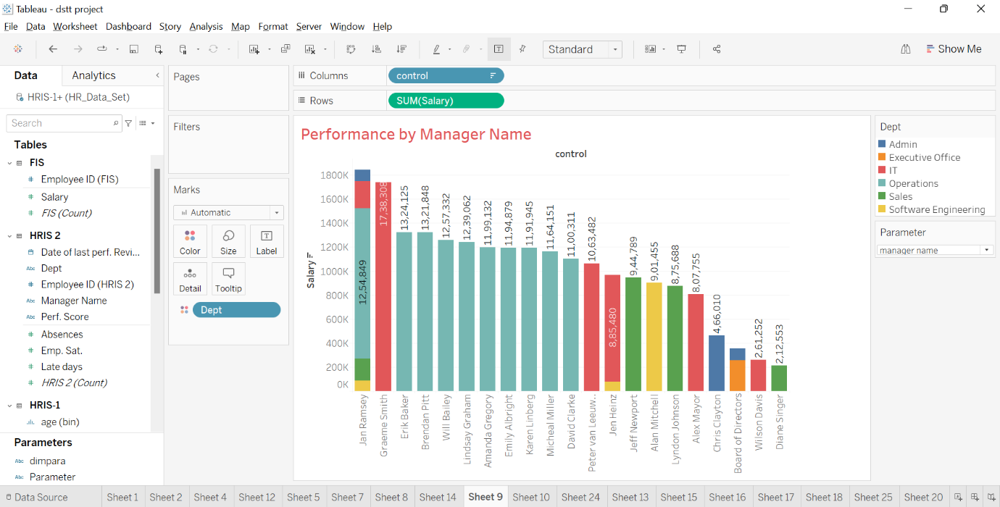 Tableau - dstt project
File Data Worksheet Dashboard Story Analysis Map Format Server Window Help
Standard
Show Me
Data Analytics
HRIS-1+ (HR_Data_Set)
Search
Tables
FIS
# Employee ID (FIS)
# Salary
# FIS (Count)
HRIS 2
Date of last perf. Revi...
Abc Dept
# Employee ID (HRIS 2)
Abc Manager Name
Abc Perf. Score
# Absences
# Emp. Sat.
# Late days
# HRIS 2 (Count)
HRIS-1
age (bin)
Parameters
Abc dimpara
Abc Parameter
Pages
Filters
Marks
Automatic
Color Size Label
Detail Tooltip
Dept
Columns control
Rows SUM(Salary)
Performance by Manager Name
control
Salary
1800K
1600K
1400K
1200K
1000K
800K
600K
400K
200K
0K
12,54,849
17,38,308
13,24,125
13,21,848
12,57,332
12,39,062
11,99,132
11,94,879
11,91,945
11,64,151
11,00,311
10,63,482
8,85,480
9,44,789
9,01,455
8,75,688
8,07,755
4,66,010
2,61,252
2,12,553
Jan Ramsey
Graeme Smith
Erik Baker
Brendan Pitt
Will Bailey
Lindsay Graham
Amanda Gregory
Emily Albright
Karen Linberg
Micheal Miller
David Clarke
Peter van Leeuw...
Jen Heinz
Jeff Newport
Alan Mitchell
Lyndon Johnson
Alex Mayor
Chris Clayton
Board of Directors
Wilson Davis
Diane Singer
Dept
Admin
Executive Office
IT
Operations
Sales
Software Engineering
Parameter
manager name
Data Source Sheet 1 Sheet 2 Sheet 4 Sheet 12 Sheet 5 Sheet 7 Sheet 8 Sheet 14 Sheet 9 Sheet 10 Sheet 24 Sheet 13 Sheet 15 Sheet 16 Sheet 17 Sheet 18 Sheet 25 Sheet 20